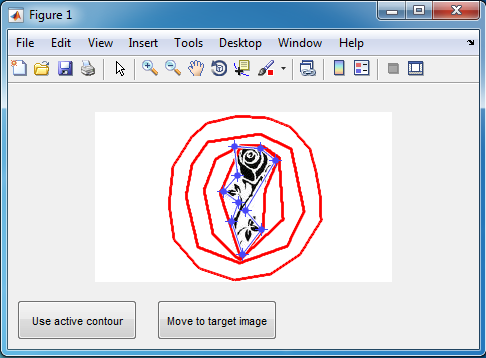 Figure 1
File Edit View Insert Tools Desktop Window Help
Use active contour Move to target image